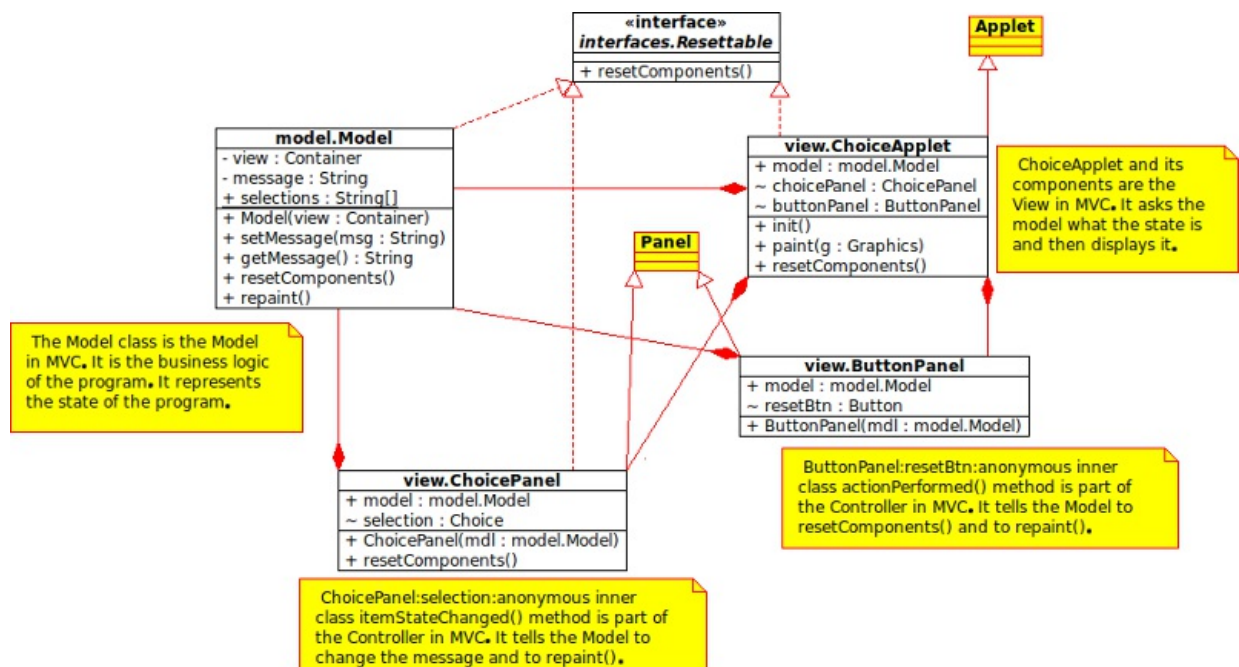 «interface»
interfaces.Resettable
+ resetComponents()
Applet
model.Model
- view : Container
- message : String
+ selections : String[]
+ Model(view : Container)
+ setMessage(msg : String)
+ getMessage() : String
+ resetComponents()
+ repaint()
view.ChoiceApplet
+ model : model.Model
~ choicePanel : ChoicePanel
~ buttonPanel : ButtonPanel
+ init()
+ paint(g : Graphics)
+ resetComponents()
ChoiceApplet and its
components are the
View in MVC. It asks the
model what the state is
and then displays it.
Panel
The Model class is the Model
in MVC. It is the business logic
of the program. It represents
the state of the program.
view.ButtonPanel
+ model : model.Model
~ resetBtn : Button
+ ButtonPanel(mdl : model.Model)
view.ChoicePanel
+ model : model.Model
~ selection : Choice
+ ChoicePanel(mdl : model.Model)
+ resetComponents()
ButtonPanel:resetBtn:anonymous inner
class actionPerformed() method is part of
the Controller in MVC. It tells the Model to
resetComponents() and to repaint().
ChoicePanel:selection:anonymous inner
class itemStateChanged() method is part of
the Controller in MVC. It tells the Model to
change the message and to repaint().